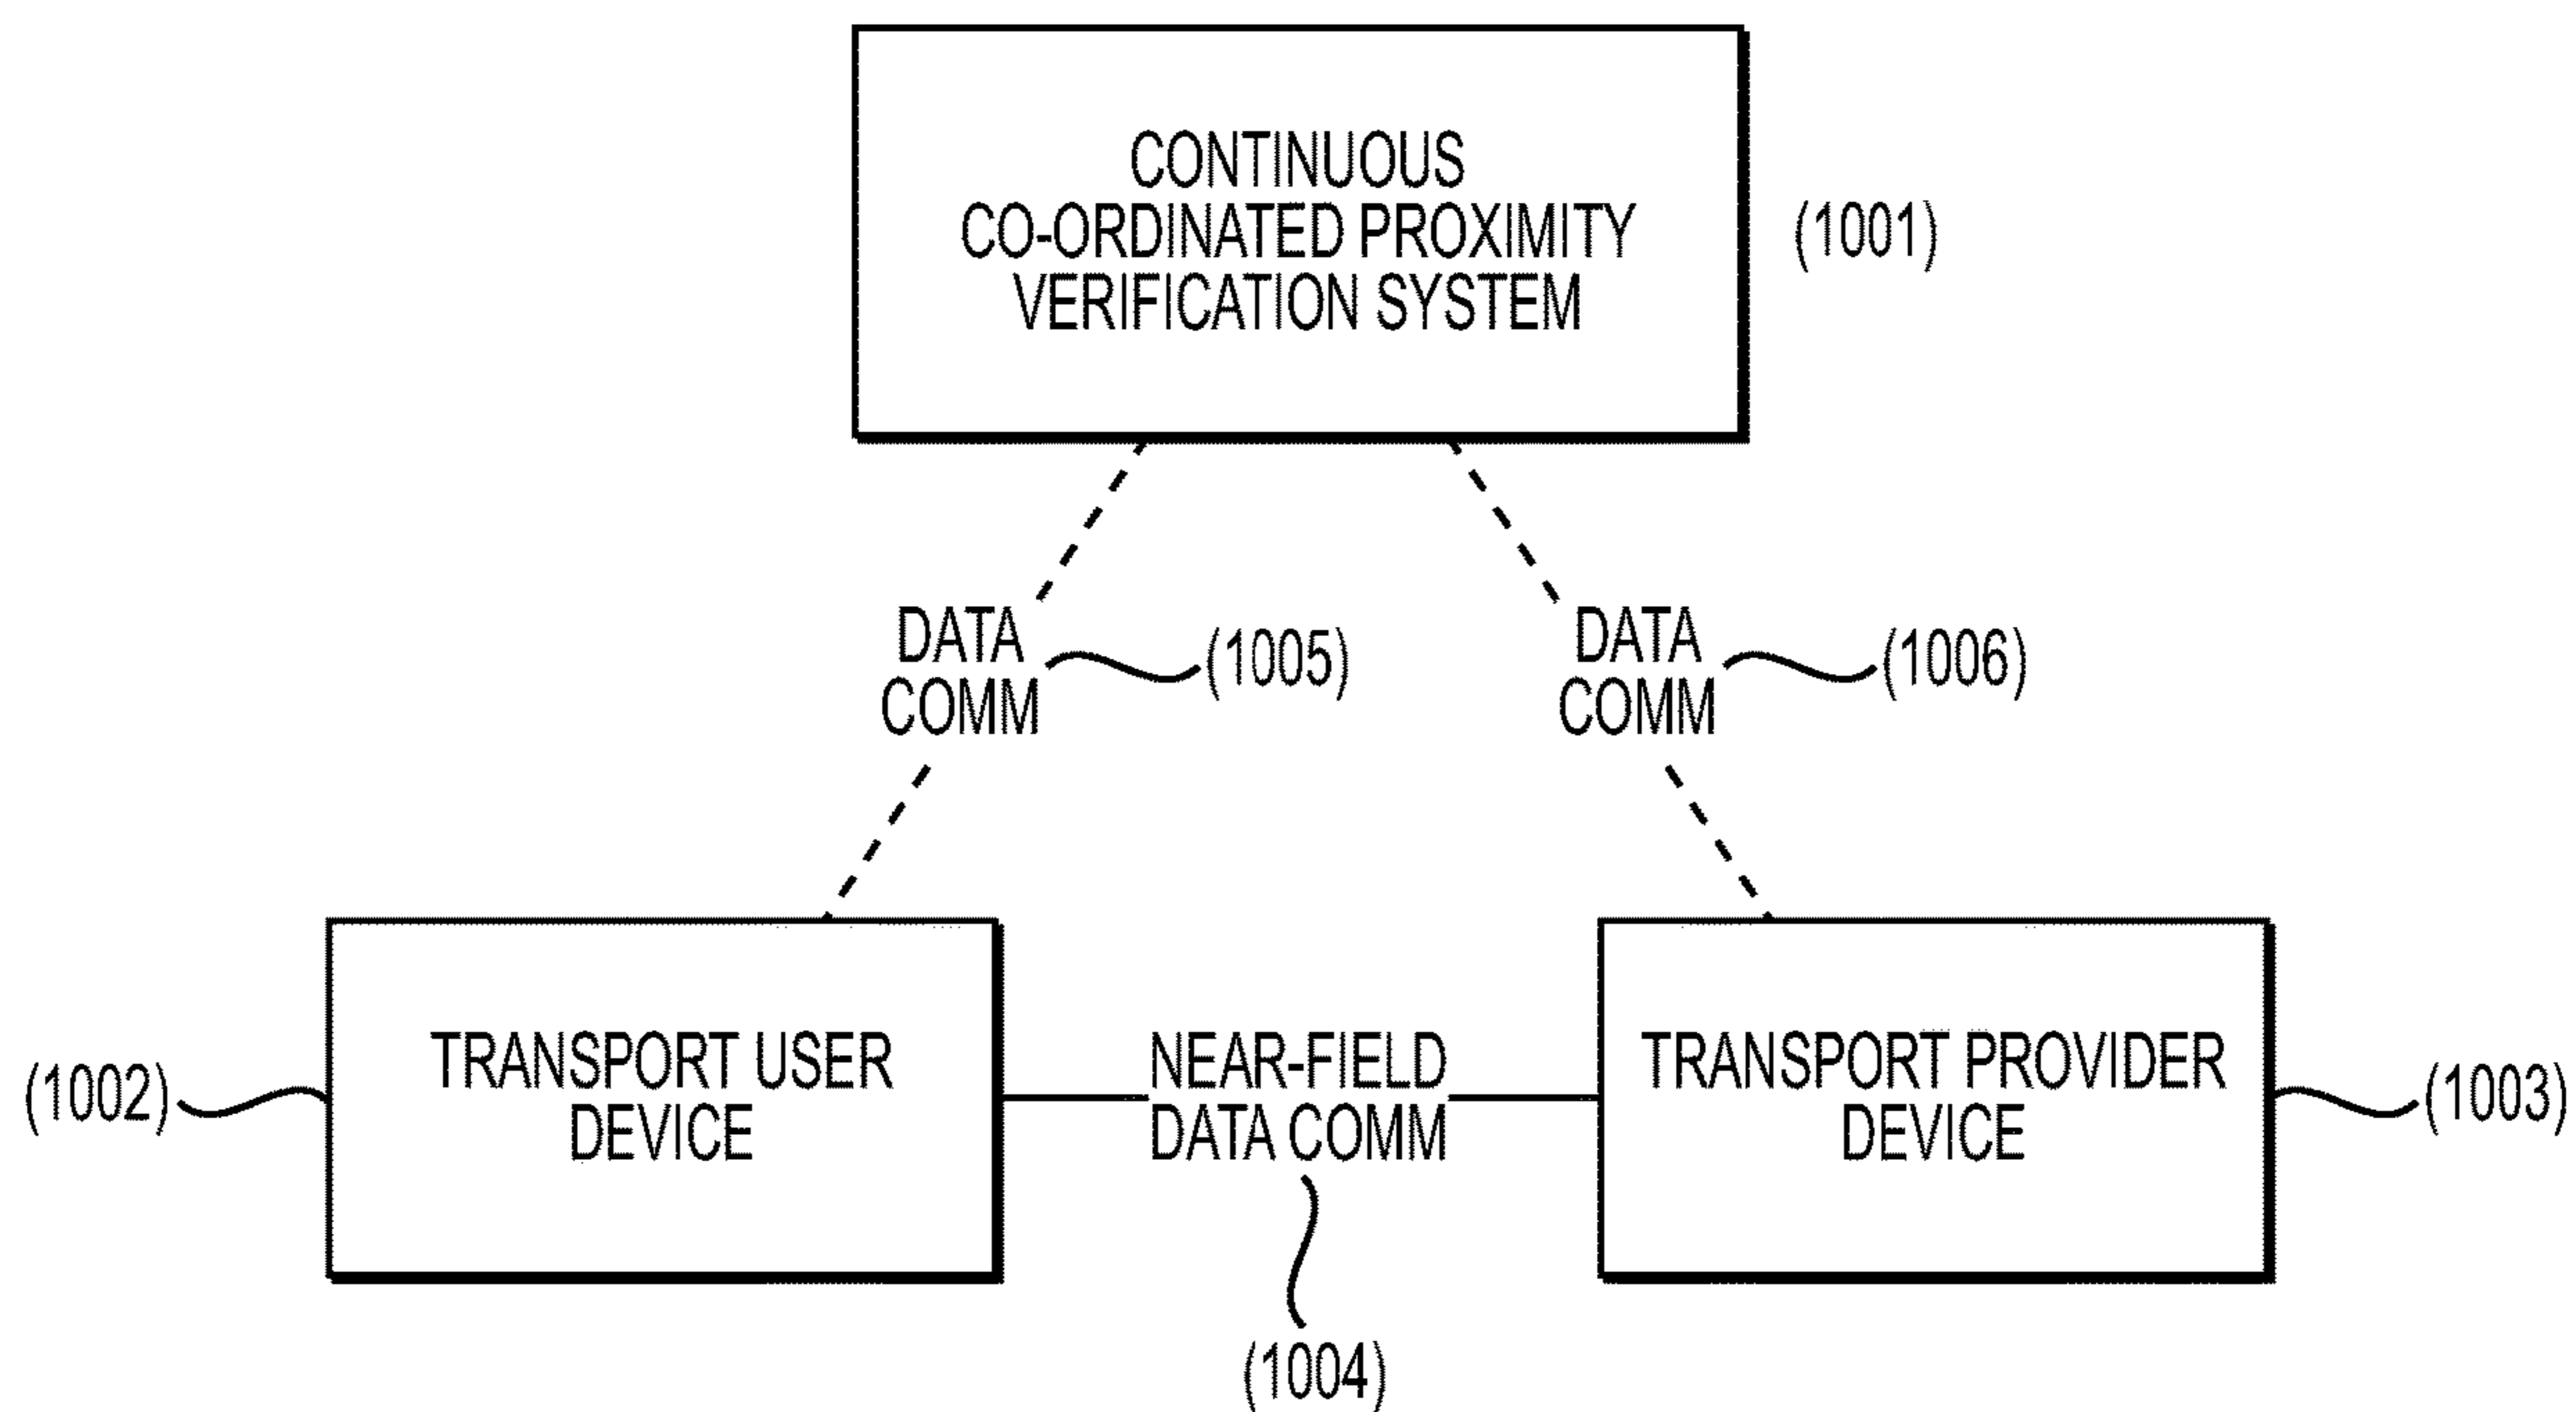 CONTINUOUS
CO-ORDINATED PROXIMITY
VERIFICATION SYSTEM
(1001)
DATA
COMM
(1005)
DATA
COMM
(1006)
(1002)
TRANSPORT USER
DEVICE
NEAR-FIELD
DATA COMM
(1004)
TRANSPORT PROVIDER
DEVICE
(1003)